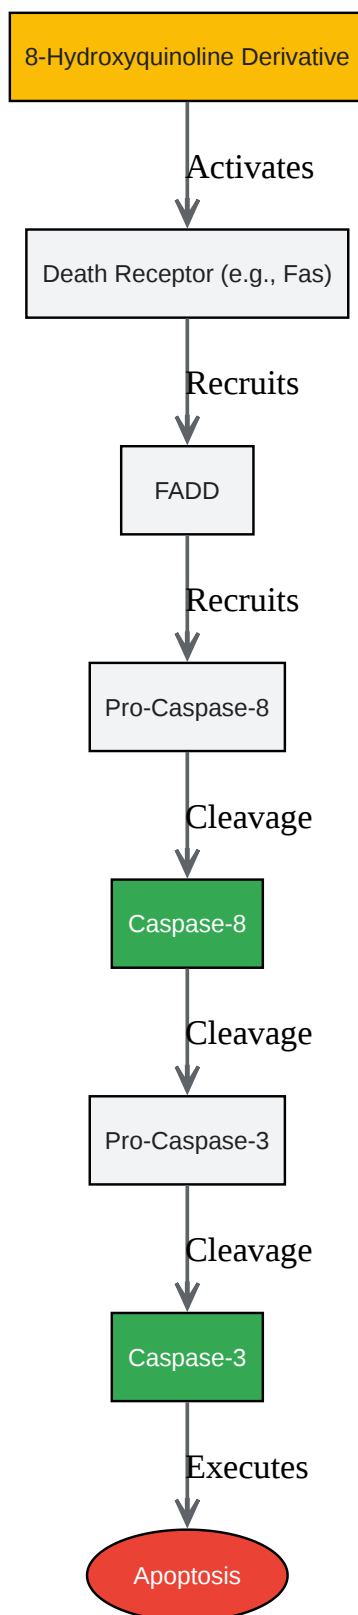 8-Hydroxyquinoline Derivative
Activates
Death Receptor (e.g., Fas)
Recruits
FADD
Recruits
Pro-Caspase-8
Cleavage
Caspase-8
Cleavage
Pro-Caspase-3
Cleavage
Caspase-3
Executes
Apoptosis